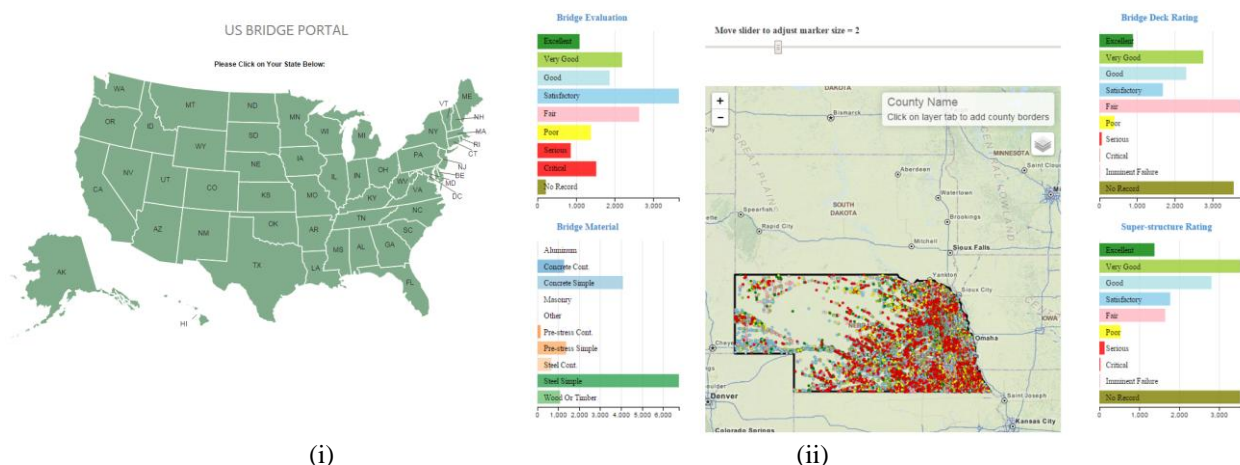 US BRIDGE PORTAL
Please Click on Your State Below:
WA
OR
CA
NV
ID
MT
WY
UT
AZ
CO
NM
ND
SD
NE
KS
OK
TX
MN
IA
MO
AR
LA
WI
IL
MI
IN
OH
KY
TN
MS
AL
GA
FL
SC
NC
VA
WV
PA
NY
VT
ME
NH
MA
RI
CT
NJ
DE
MD
DC
AK
HI
(i)
Bridge Evaluation
Excellent
Very Good
Good
Satisfactory
Fair
Poor
Serious
Critical
No Record
0 1,000 2,000 3,000
Bridge Material
Aluminum
Concrete Cont.
Concrete Simple
Masonry
Other
Pre-stress Cont.
Pre-stress Simple
Steel Cont.
Steel Simple
Wood Or Timber
0 1,000 2,000 3,000 4,000 5,000 6,000
Move slider to adjust marker size = 2
+
−
County Name
Click on layer tab to add county borders
DAKOTA
Bismarck
GREAT PLAIN
MINNESOTA
Saint Clou
Aberdeen
Watertown
SOUTH
DAKOTA
Spearfish
Rapid City
Brookings
Mitchell
Sioux Falls
Yankton
Sioux City
IOWA
Omaha
Cheye
Denver
Saint Joseph
Kansas City
Colorado Springs
(ii)
Bridge Deck Rating
Excellent
Very Good
Good
Satisfactory
Fair
Poor
Serious
Critical
Imminent Failure
No Record
0 1,000 2,000 3,000
Super-structure Rating
Excellent
Very Good
Good
Satisfactory
Fair
Poor
Serious
Critical
Imminent Failure
No Record
0 1,000 2,000 3,000